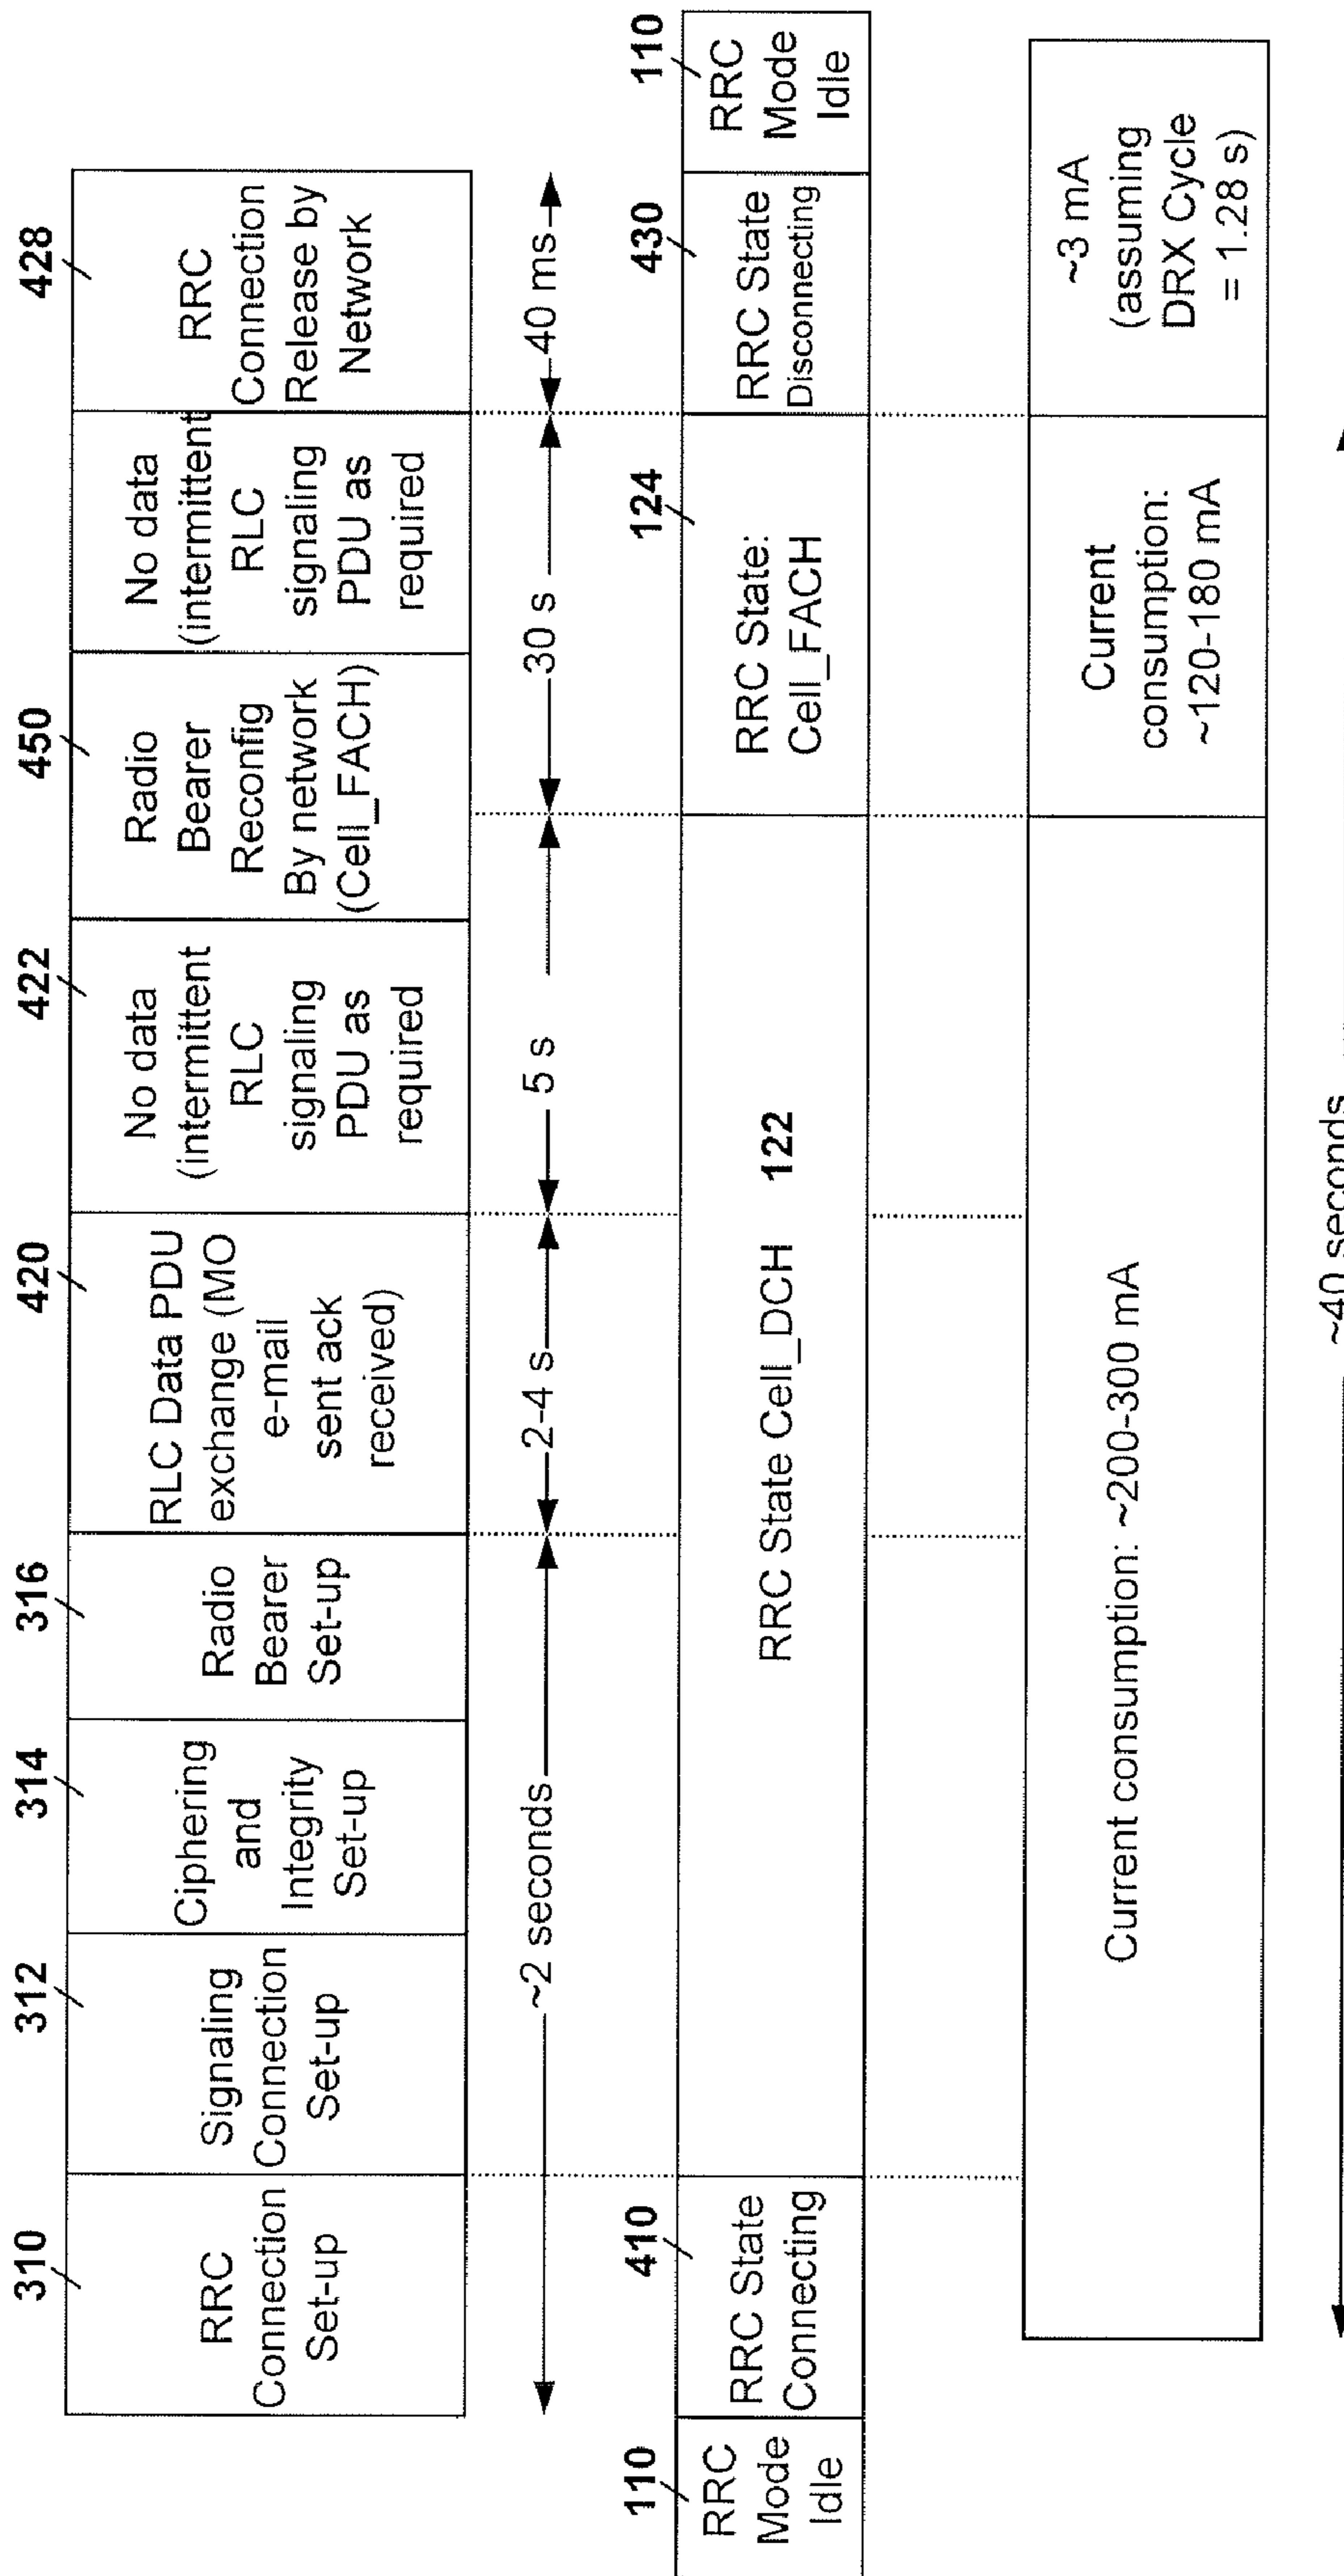 310
312
314
316
420
422
450
428
RRC
Connection
Set-up
Signaling
Connection
Set-up
Ciphering
and
Integrity
Set-up
Radio
Bearer
Set-up
RLC Data PDU
exchange (MO
e-mail
sent ack
received)
No data
(intermittent
RLC
signaling
PDU as
required
Radio
Bearer
Reconfig
By network
(Cell_FACH)
No data
(intermittent
RLC
signaling
PDU as
required
RRC
Connection
Release by
Network
~2 seconds
2-4 s
5 s
30 s
40 ms
110
410
124
430
110
RRC
Mode
Idle
RRC State
Connecting
RRC State Cell_DCH 122
RRC State:
Cell_FACH
RRC State
Disconnecting
RRC
Mode
Idle
Current consumption: ~200-300 mA
Current
consumption:
~120-180 mA
~3 mA
(assuming
DRX Cycle
= 1.28 s)
~40 seconds